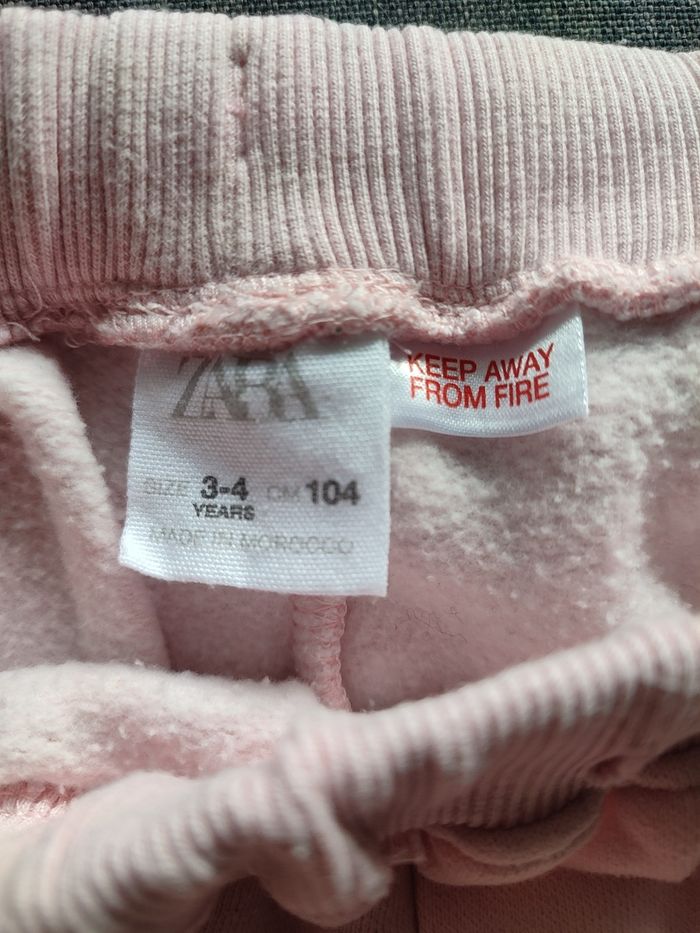 ZARA
SIZE 3-4 CM 104
YEARS
MADE IN MOROCCO
KEEP AWAY
FROM FIRE